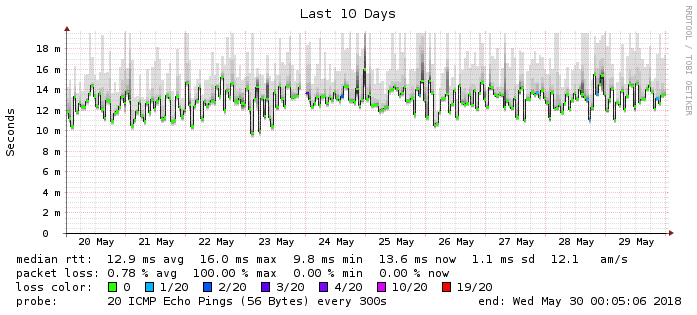 Last 10 Days
RRDTOOL / TOBI OETIKER
Seconds
18 m
16 m
14 m
12 m
10 m
8 m
6 m
4 m
2 m
0
20 May 21 May 22 May 23 May 24 May 25 May 26 May 27 May 28 May 29 May
median rtt: 12.9 ms avg 16.0 ms max 9.8 ms min 13.6 ms now 1.1 ms sd 12.1 am/s
packet loss: 0.78 % avg 100.00 % max 0.00 % min 0.00 % now
loss color: 0 1/20 2/20 3/20 4/20 10/20 19/20
probe: 20 ICMP Echo Pings (56 Bytes) every 300s end: Wed May 30 00:05:06 2018